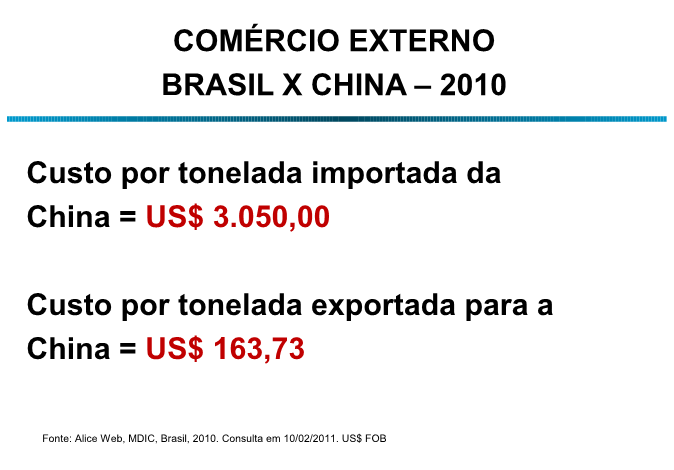 COMÉRCIO EXTERNO
BRASIL X CHINA – 2010
Custo por tonelada importada da
China = US$ 3.050,00
Custo por tonelada exportada para a
China = US$ 163,73
Fonte: Alice Web, MDIC, Brasil, 2010. Consulta em 10/02/2011. US$ FOB